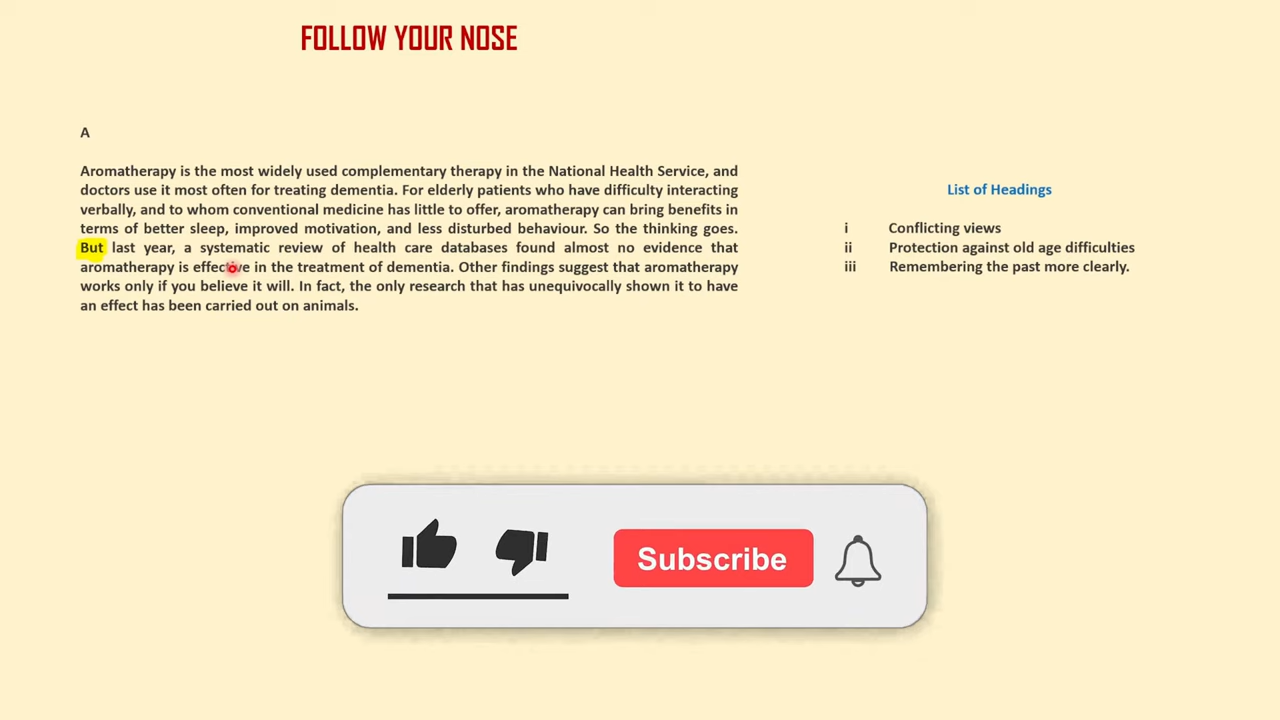 FOLLOW YOUR NOSE
A
Aromatherapy is the most widely used complementary therapy in the National Health Service, and
doctors use it most often for treating dementia. For elderly patients who have difficulty interacting
verbally, and to whom conventional medicine has little to offer, aromatherapy can bring benefits in
terms of better sleep, improved motivation, and less disturbed behaviour. So the thinking goes.
But last year, a systematic review of health care databases found almost no evidence that
aromatherapy is effective in the treatment of dementia. Other findings suggest that aromatherapy
works only if you believe it will. In fact, the only research that has unequivocally shown it to have
an effect has been carried out on animals.
List of Headings
i Conflicting views
ii Protection against old age difficulties
iii Remembering the past more clearly.
Subscribe